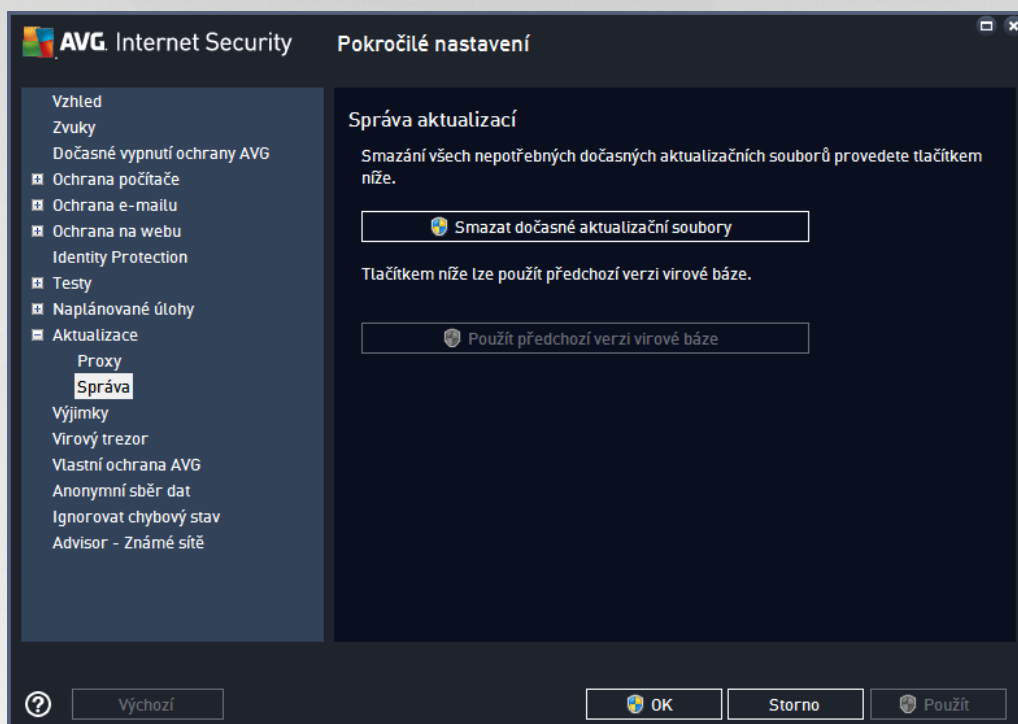 AVG. Internet Security
Pokročilé nastavení
Vzhled
Zvuky
Dočasné vypnutí ochrany AVG
Ochrana počítače
Ochrana e-mailu
Ochrana na webu
Identity Protection
Testy
Naplánované úlohy
Aktualizace
Proxy
Správa
Výjimky
Virový trezor
Vlastní ochrana AVG
Anonymní sběr dat
Ignorovat chybový stav
Advisor - Známé sítě
Správa aktualizací
Smazání všech nepotřebných dočasných aktualizačních souborů provedete tlačítkem
níže.
Smazat dočasné aktualizační soubory
Tlačítkem níže lze použít předchozí verzi virové báze.
Použít předchozí verzi virové báze
Výchozí
OK
Storno
Použít